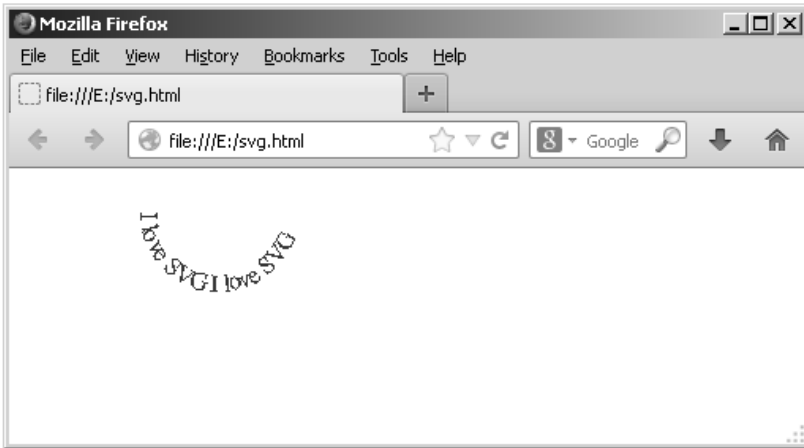 Mozilla Firefox
File Edit View History Bookmarks Tools Help
file:///E:/svg.html
file:///E:/svg.html 8 Google
I love SVGI love SVG